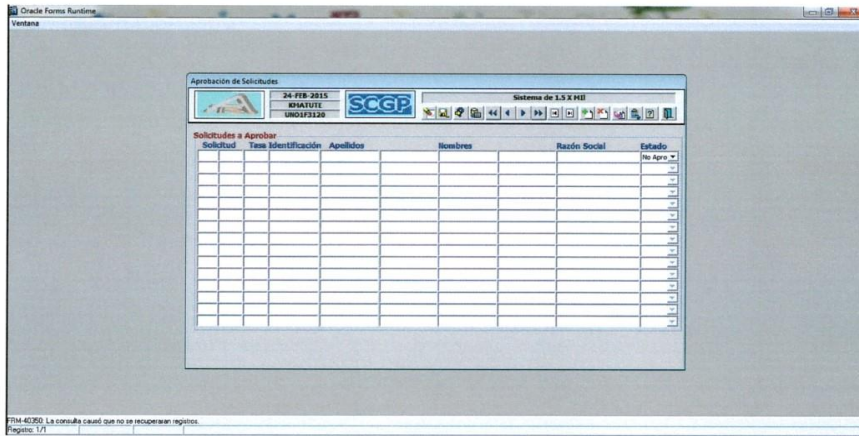 Oracle Forms Runtime
Ventana
Aprobación de Solicitudes
24-FEB-2015
KMATUTE
UNO1F3120
SCGP
Sistema de 1.5 X Mil
Solicitudes a Aprobar
Solicitud Tasa Identificación Apellidos Nombres Razón Social Estado
No Apro
FRM-40350: La consulta causó que no se recuperaran registros.
Registro: 1/1